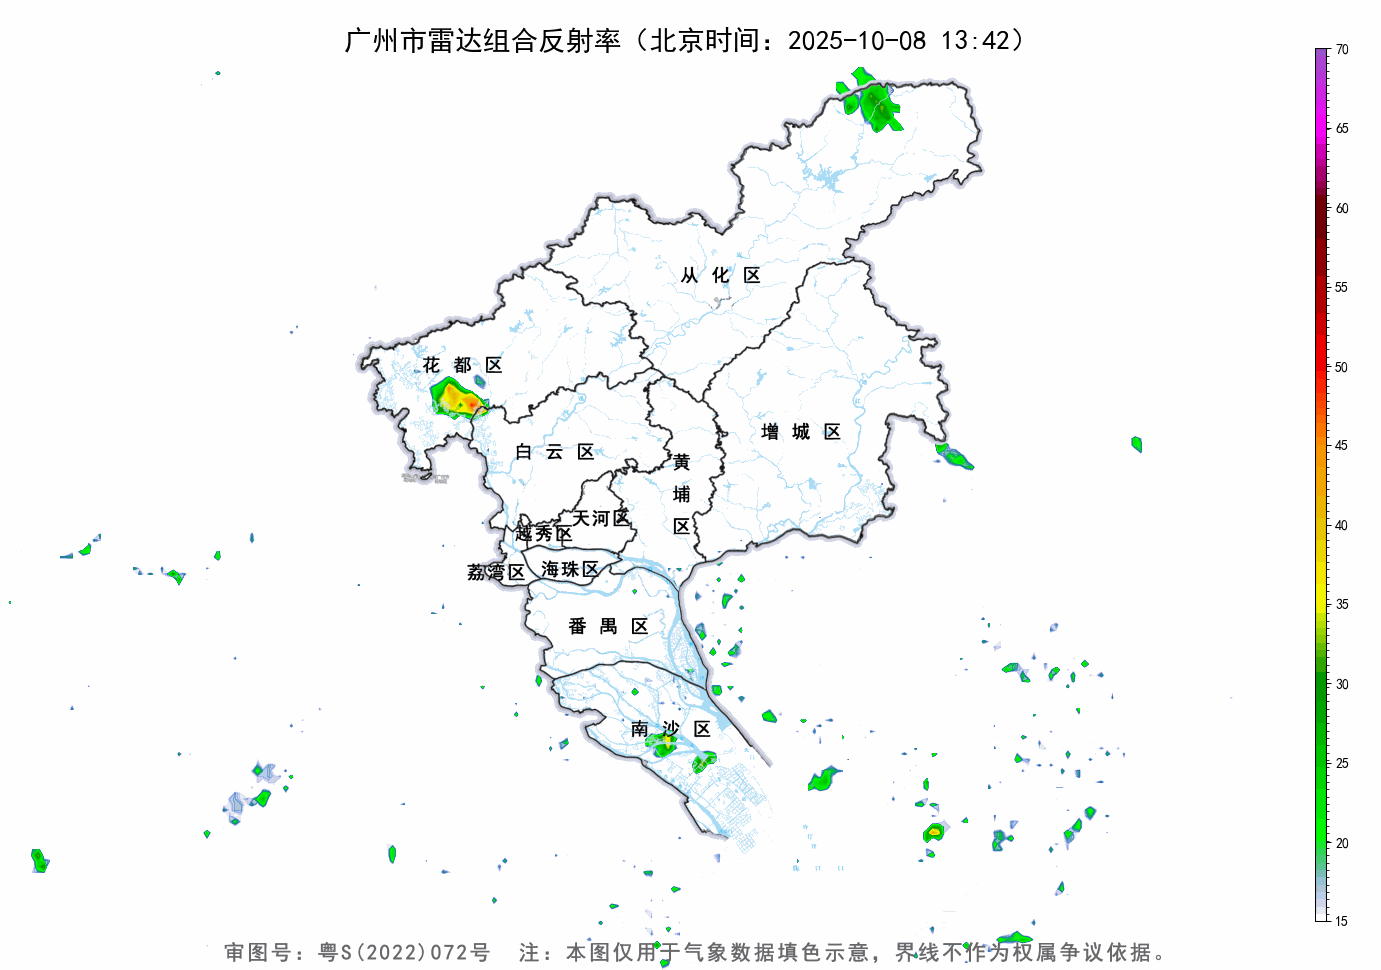 广州市雷达组合反射率（北京时间：2025-10-08 13:42）
70
65
60
55
50
45
40
35
30
25
20
15
从化区
花都区
增城区
白云区
黄埔区
天河区
越秀区
荔湾区
海珠区
番禺区
南沙区
审图号：粤S(2022)072号 注：本图仅用于气象数据填色示意，界线不作为权属争议依据。